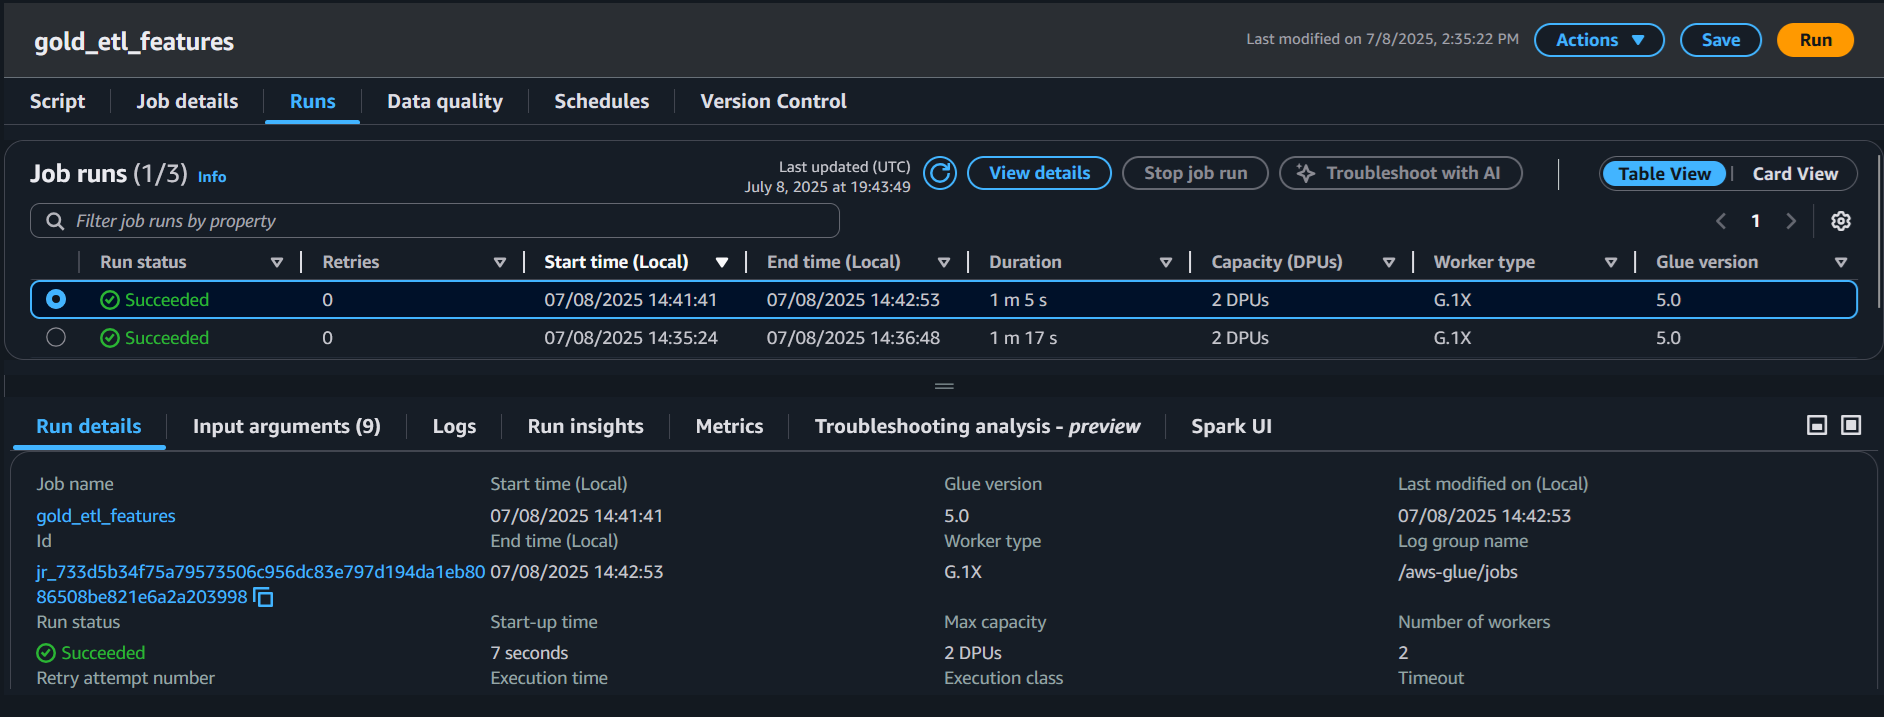 gold_etl_features
Last modified on 7/8/2025, 2:35:22 PM
Actions
Save
Run
Script
Job details
Runs
Data quality
Schedules
Version Control
Job runs (1/3) Info
Last updated (UTC)
July 8, 2025 at 19:43:49
View details
Stop job run
Troubleshoot with AI
Table View
Card View
Filter job runs by property
1
Run status Retries Start time (Local) End time (Local) Duration Capacity (DPUs) Worker type Glue version
Succeeded 0 07/08/2025 14:41:41 07/08/2025 14:42:53 1 m 5 s 2 DPUs G.1X 5.0
Succeeded 0 07/08/2025 14:35:24 07/08/2025 14:36:48 1 m 17 s 2 DPUs G.1X 5.0
Run details
Input arguments (9)
Logs
Run insights
Metrics
Troubleshooting analysis - preview
Spark UI
Job name
gold_etl_features
Id
jr_733d5b34f75a79573506c956dc83e797d194da1eb80
86508be821e6a2a203998
Run status
Succeeded
Retry attempt number
Start time (Local)
07/08/2025 14:41:41
End time (Local)
07/08/2025 14:42:53
Start-up time
7 seconds
Execution time
Glue version
5.0
Worker type
G.1X
Max capacity
2 DPUs
Execution class
Last modified on (Local)
07/08/2025 14:42:53
Log group name
/aws-glue/jobs
Number of workers
2
Timeout